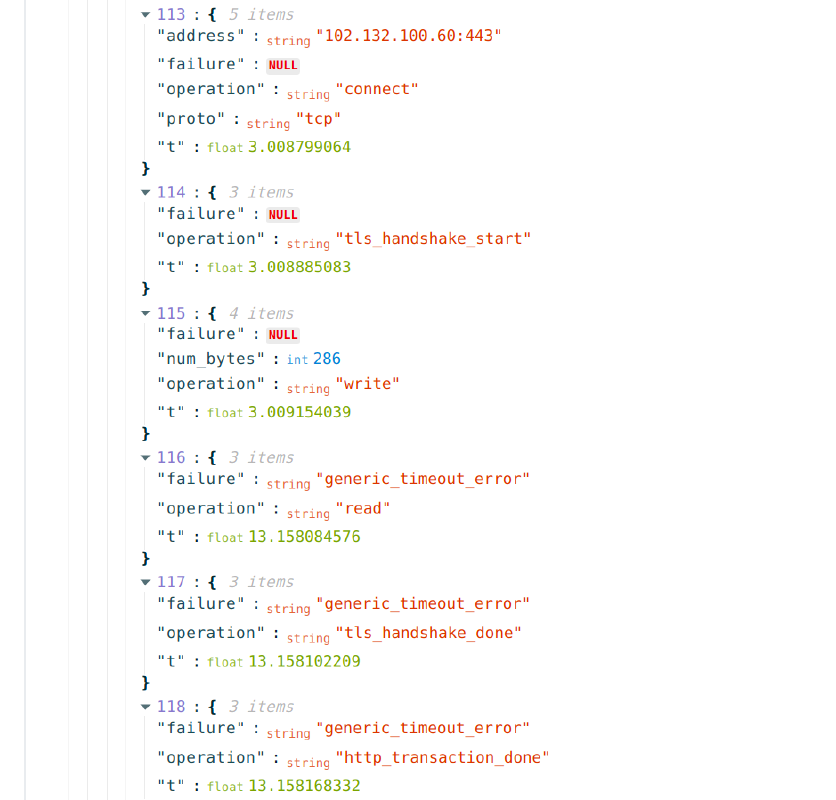 113 : { 5 items
"address" : string "102.132.100.60:443"
"failure" : NULL
"operation" : string "connect"
"proto" : string "tcp"
"t" : float 3.008799064
}
114 : { 3 items
"failure" : NULL
"operation" : string "tls_handshake_start"
"t" : float 3.008885083
}
115 : { 4 items
"failure" : NULL
"num_bytes" : int 286
"operation" : string "write"
"t" : float 3.009154039
}
116 : { 3 items
"failure" : string "generic_timeout_error"
"operation" : string "read"
"t" : float 13.158084576
}
117 : { 3 items
"failure" : string "generic_timeout_error"
"operation" : string "tls_handshake_done"
"t" : float 13.158102209
}
118 : { 3 items
"failure" : string "generic_timeout_error"
"operation" : string "http_transaction_done"
"t" : float 13.158168332